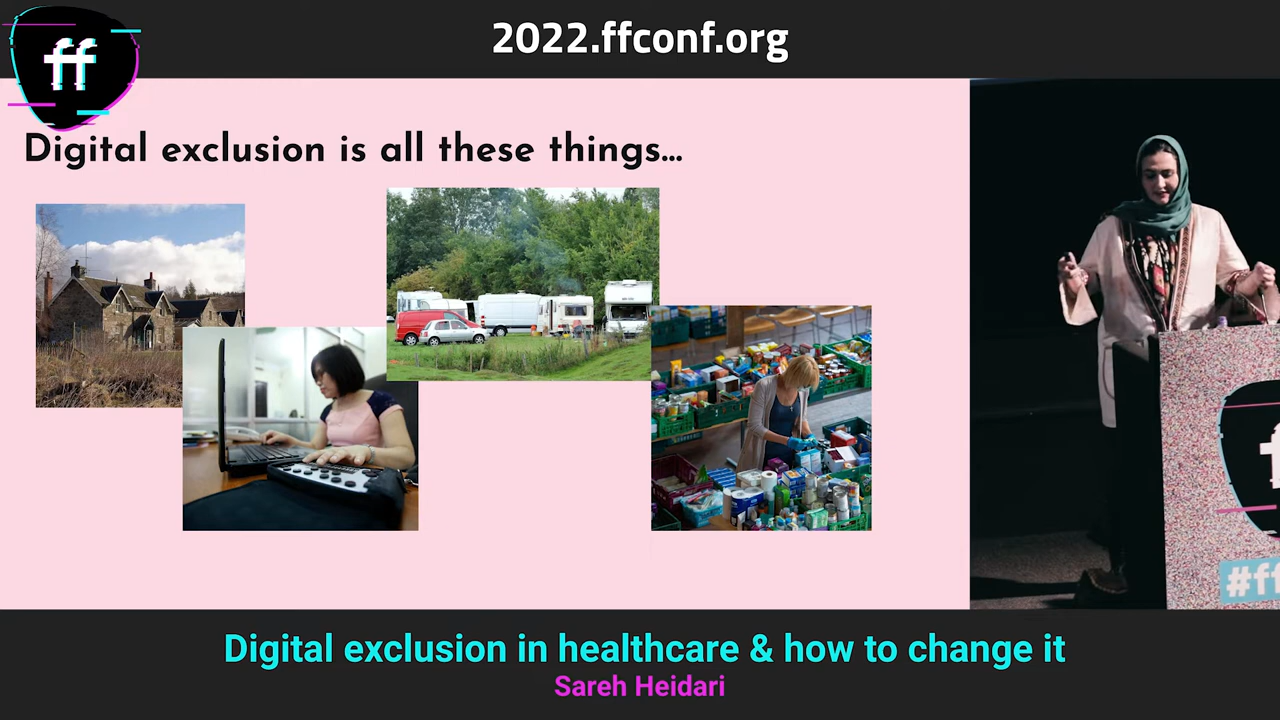 2022.ffconf.org
ff
Digital exclusion is all these things...
#ff
Digital exclusion in healthcare & how to change it
Sareh Heidari